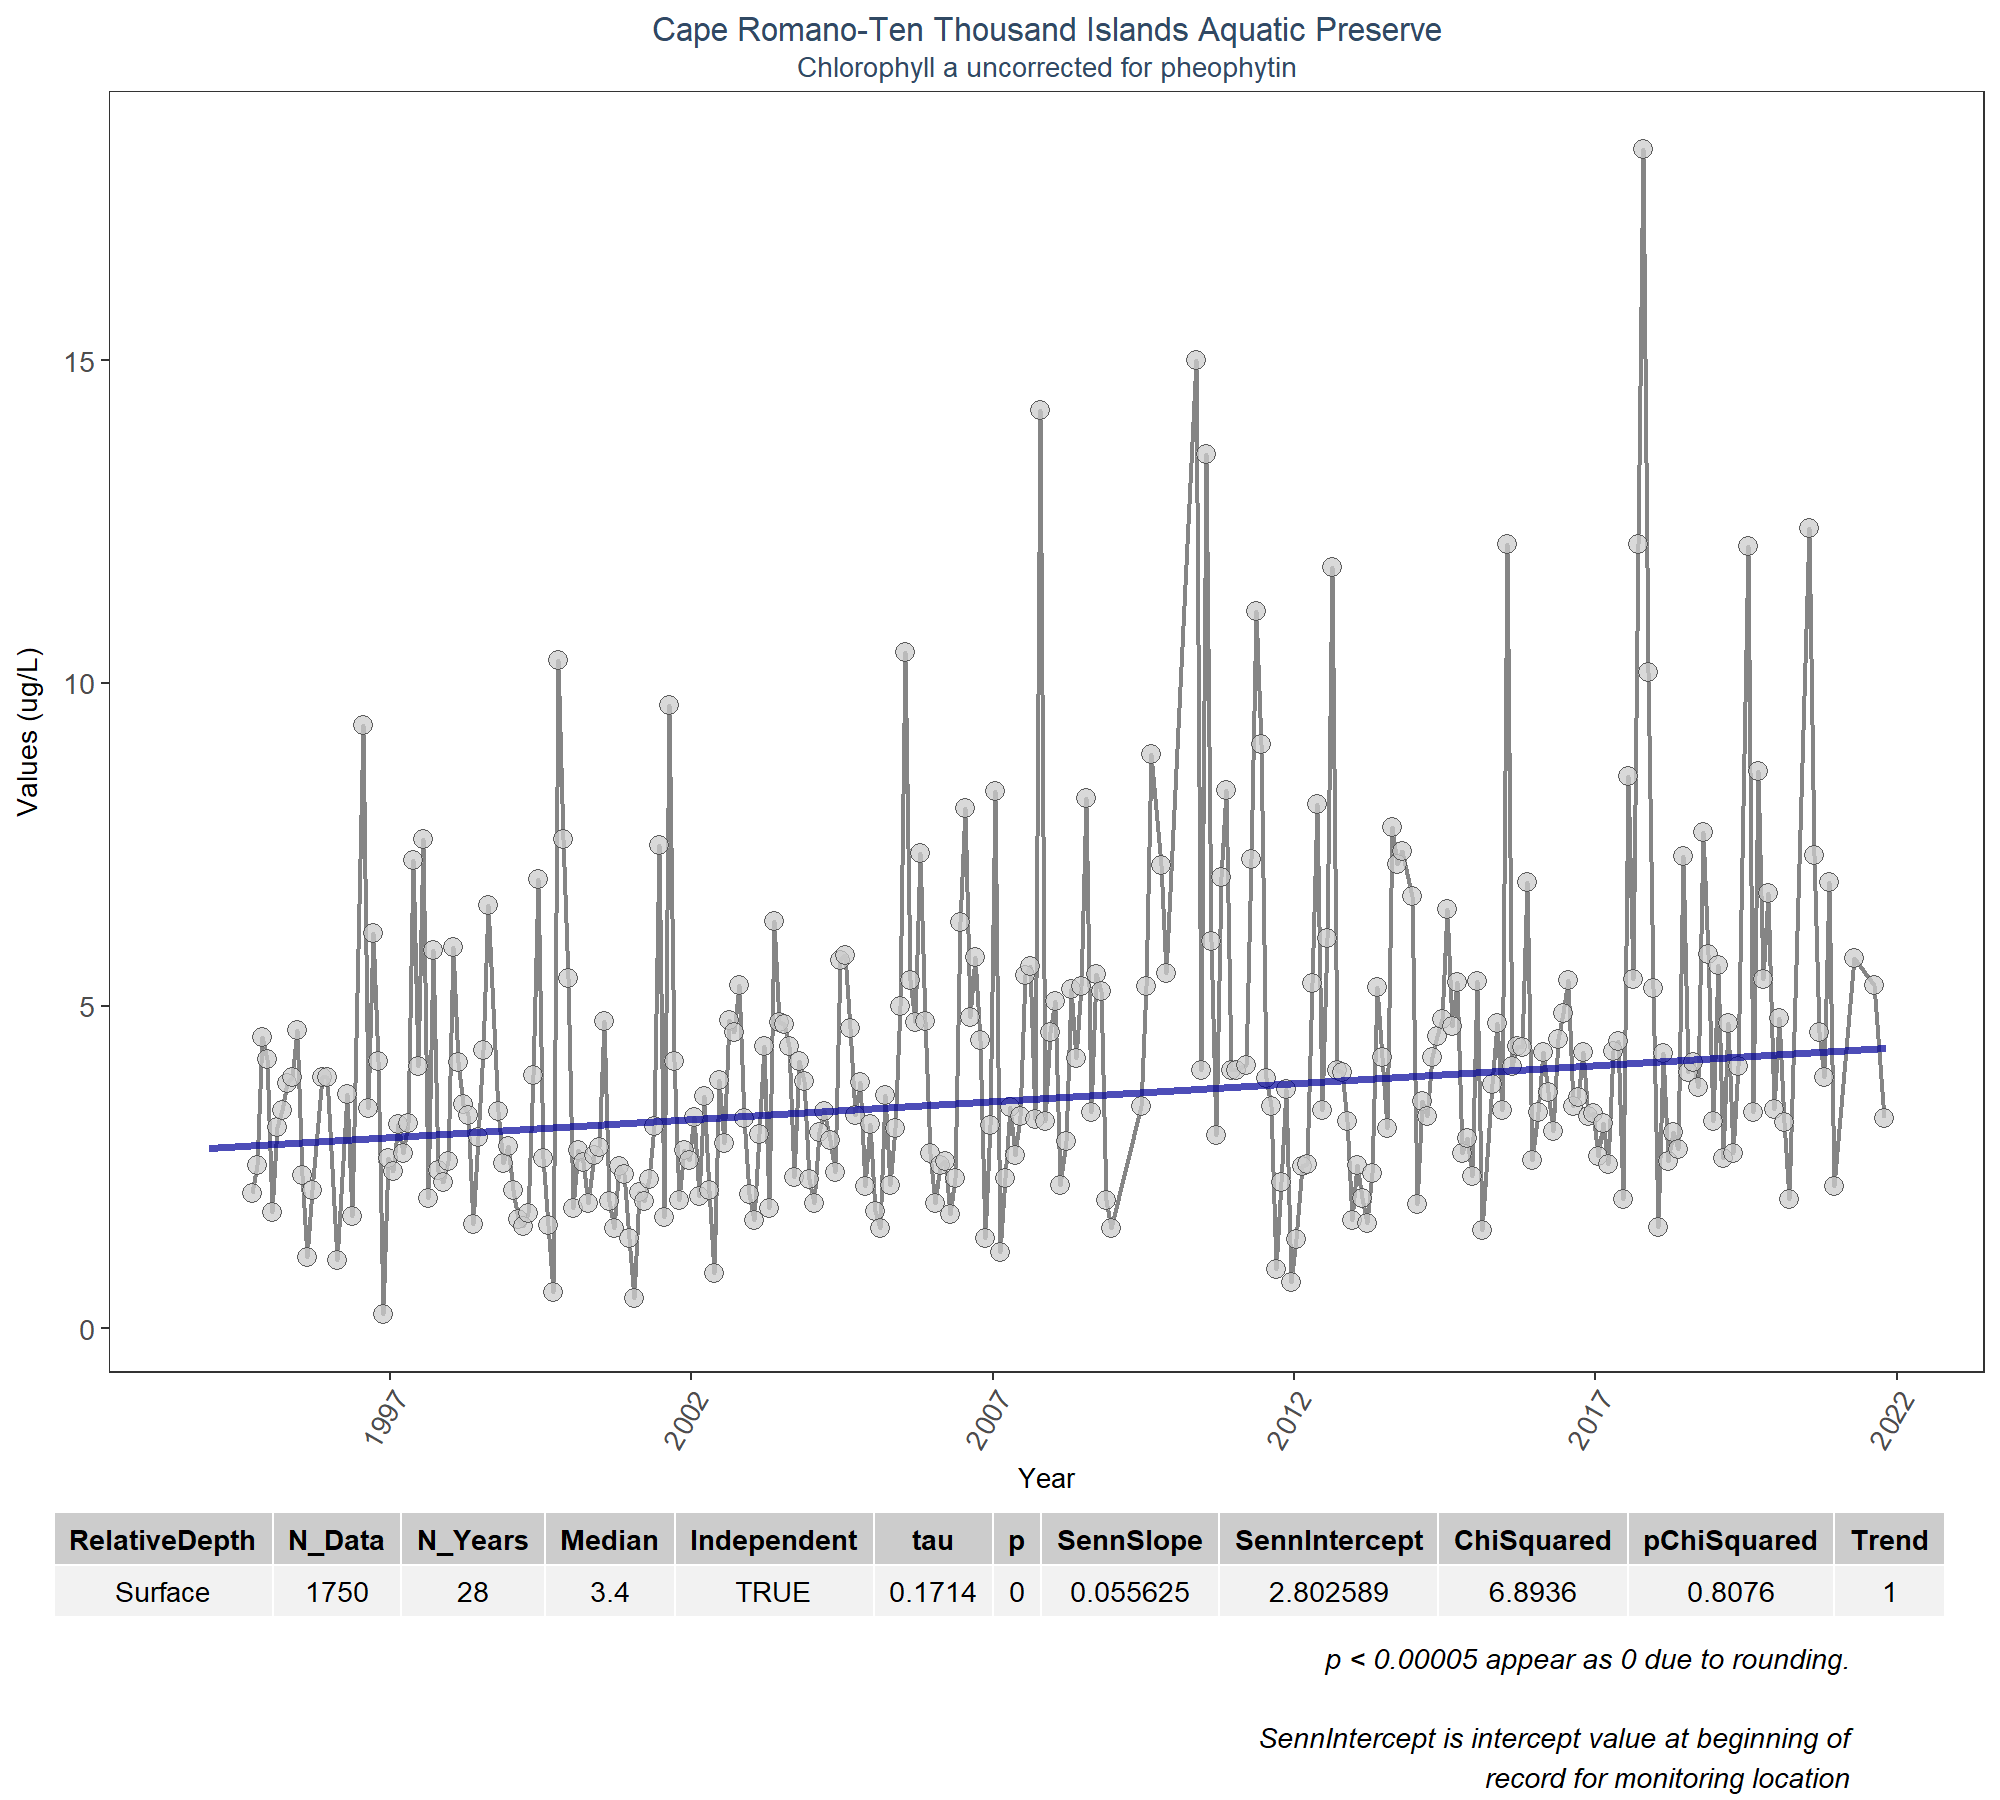 Cape Romano-Ten Thousand Islands Aquatic Preserve
Chlorophyll a uncorrected for pheophytin
Values (ug/L)
15
10
5
0
1997
2002
2007
2012
2017
2022
Year
RelativeDepth N_Data N_Years Median Independent tau p SennSlope SennIntercept ChiSquared pChiSquared Trend
Surface 1750 28 3.4 TRUE 0.1714 0 0.055625 2.802589 6.8936 0.8076 1
p < 0.00005 appear as 0 due to rounding.
SennIntercept is intercept value at beginning of
record for monitoring location